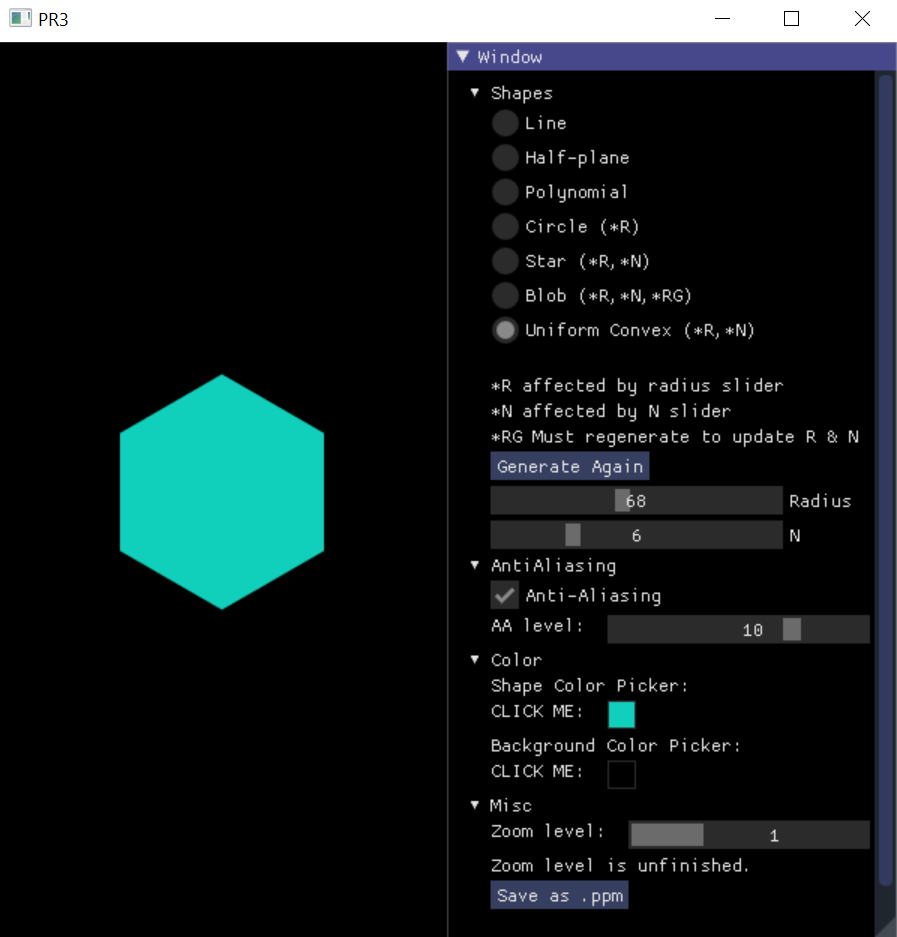 PR3
Window
Shapes
Line
Half-plane
Polynomial
Circle (*R)
Star (*R,*N)
Blob (*R,*N,*RG)
Uniform Convex (*R,*N)
*R affected by radius slider
*N affected by N slider
*RG Must regenerate to update R & N
Generate Again
68 Radius
6 N
AntiAliasing
Anti-Aliasing
AA level: 10
Color
Shape Color Picker:
CLICK ME:
Background Color Picker:
CLICK ME:
Misc
Zoom level: 1
Zoom level is unfinished.
Save as .ppm